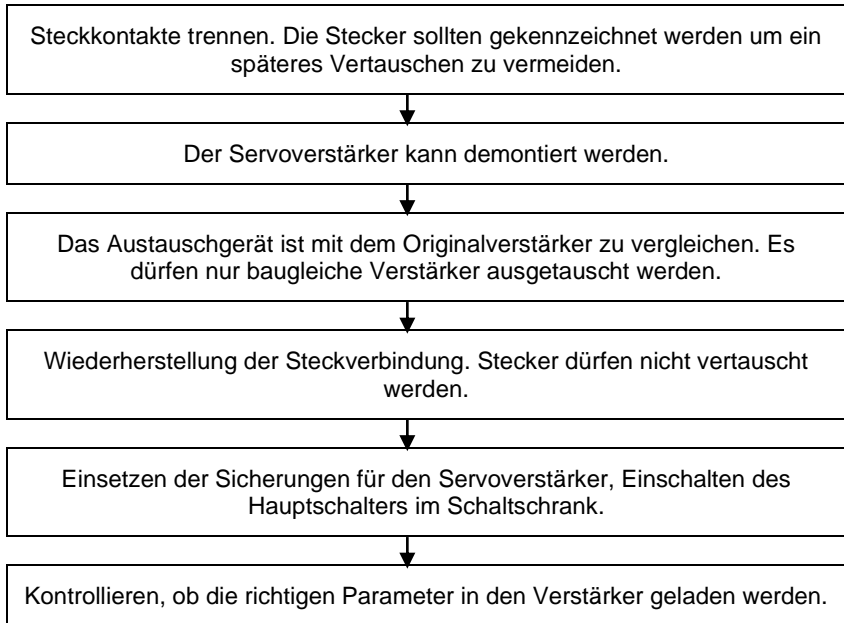 Steckkontakte trennen. Die Stecker sollten gekennzeichnet werden um ein
späteres Vertauschen zu vermeiden.
Der Servoverstärker kann demontiert werden.
Das Austauschgerät ist mit dem Originalverstärker zu vergleichen. Es
dürfen nur baugleiche Verstärker ausgetauscht werden.
Wiederherstellung der Steckverbindung. Stecker dürfen nicht vertauscht
werden.
Einsetzen der Sicherungen für den Servoverstärker, Einschalten des
Hauptschalters im Schaltschrank.
Kontrollieren, ob die richtigen Parameter in den Verstärker geladen werden.